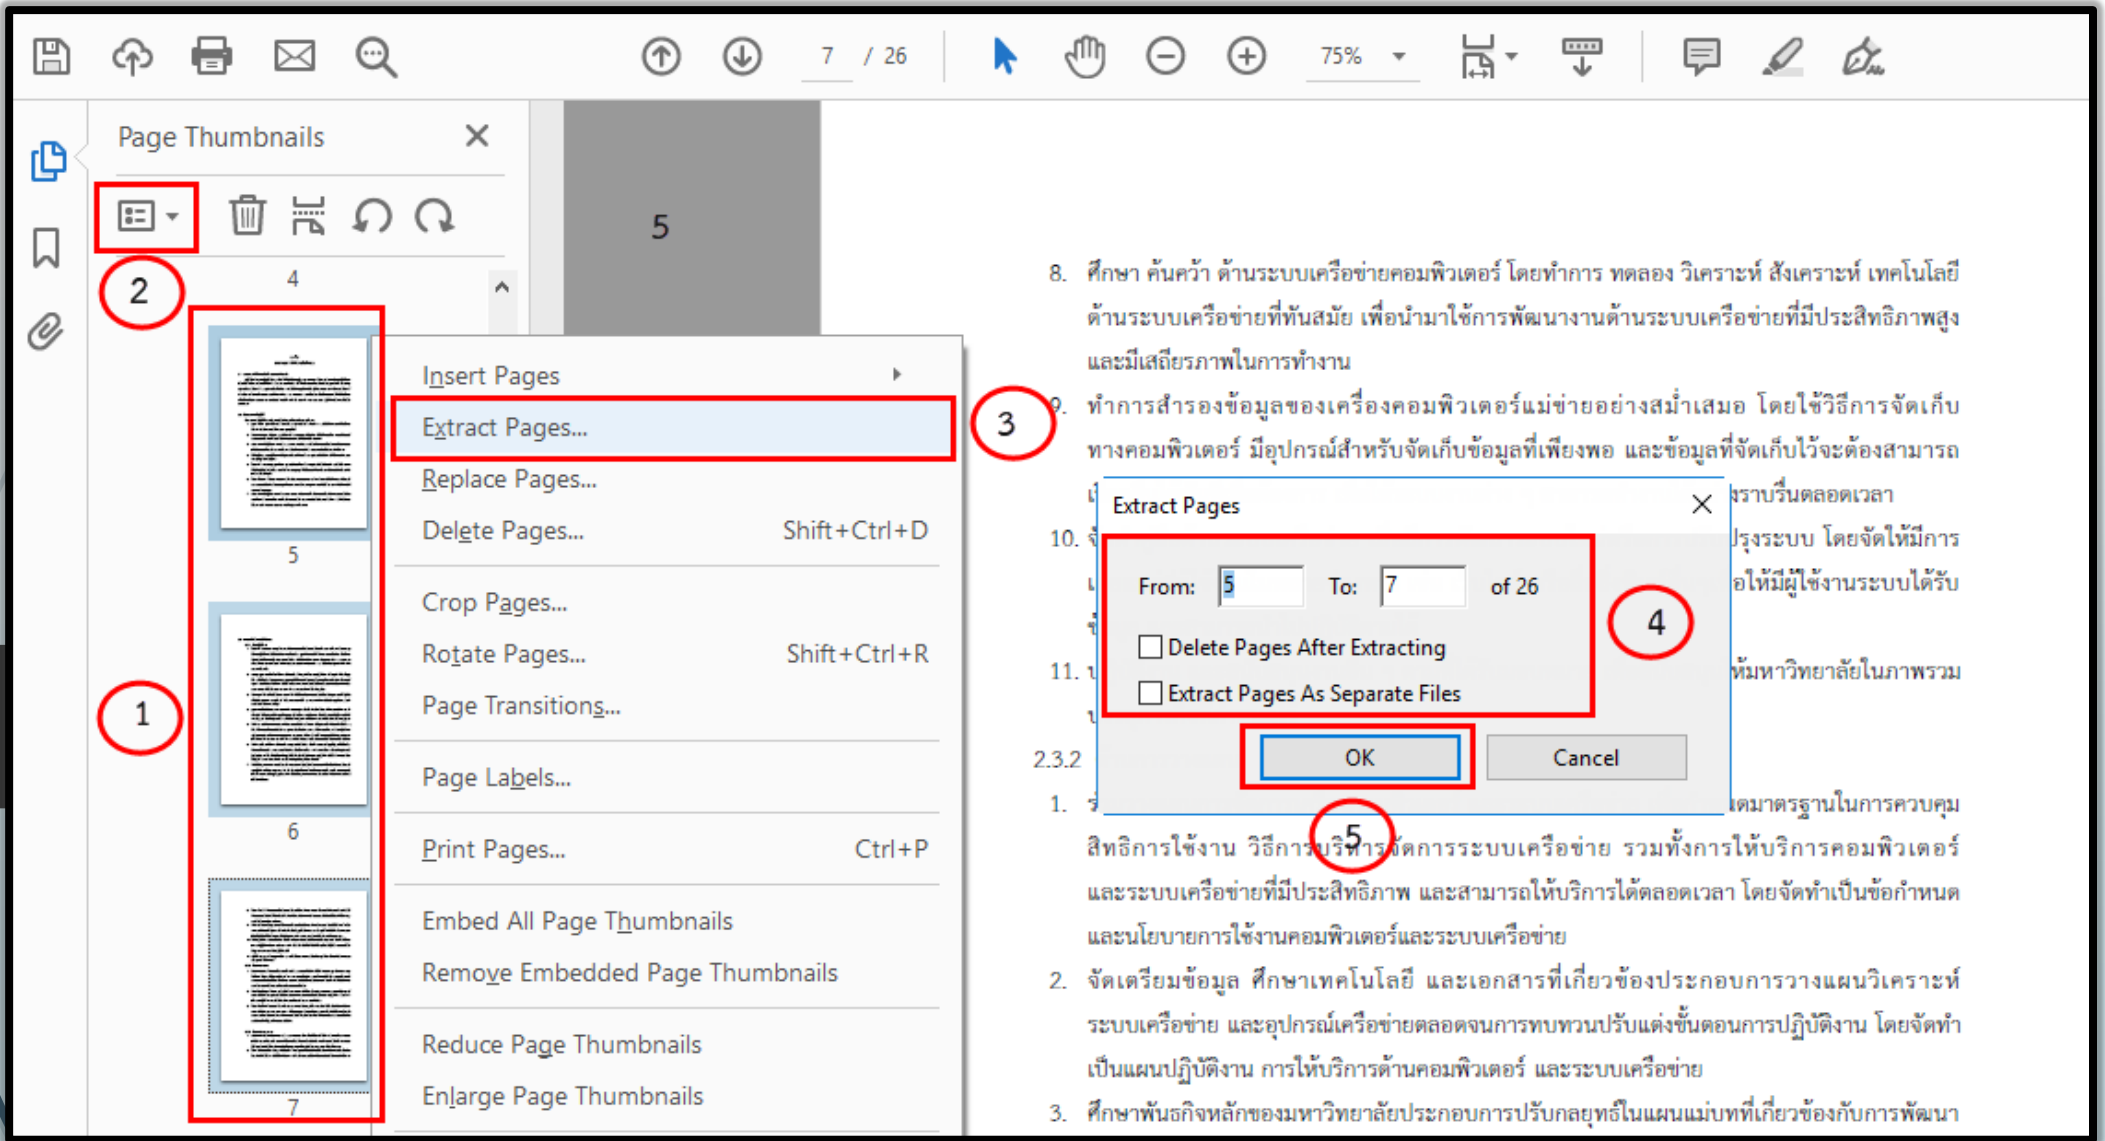 7 / 26
75%
Page Thumbnails
2
4
5
6
7
1
5
Insert Pages
Extract Pages...
3
Replace Pages...
Delete Pages... Shift+Ctrl+D
Crop Pages...
Rotate Pages... Shift+Ctrl+R
Page Transitions...
Page Labels...
Print Pages... Ctrl+P
Embed All Page Thumbnails
Remove Embedded Page Thumbnails
Reduce Page Thumbnails
Enlarge Page Thumbnails
8. ศึกษา ค้นคว้า ด้านระบบเครือข่ายคอมพิวเตอร์ โดยทำการ ทดลอง วิเคราะห์ สังเคราะห์ เทคโนโลยี
ด้านระบบเครือข่ายที่ทันสมัย เพื่อนำมาใช้การพัฒนางานด้านระบบเครือข่ายที่มีประสิทธิภาพสูง
และมีเสถียรภาพในการทำงาน
9. ทำการสำรองข้อมูลของเครื่องคอมพิวเตอร์แม่ข่ายอย่างสม่ำเสมอ โดยใช้วิธีการจัดเก็บ
ทางคอมพิวเตอร์ มีอุปกรณ์สำหรับจัดเก็บข้อมูลที่เพียงพอ และข้อมูลที่จัดเก็บไว้จะต้องสามารถ
งราบรื่นตลอดเวลา
10. ปรุงระบบ โดยจัดให้มีการ
อให้มีผู้ใช้งานระบบได้รับ
11. ห้มหาวิทยาลัยในภาพรวม
Extract Pages
From: 5 To: 7 of 26
Delete Pages After Extracting
Extract Pages As Separate Files
4
OK Cancel
5
2.3.2
1. ดมาตรฐานในการควบคุม
สิทธิการใช้งาน วิธีการบริหารจัดการระบบเครือข่าย รวมทั้งการให้บริการคอมพิวเตอร์
และระบบเครือข่ายที่มีประสิทธิภาพ และสามารถให้บริการได้ตลอดเวลา โดยจัดทำเป็นข้อกำหนด
และนโยบายการใช้งานคอมพิวเตอร์และระบบเครือข่าย
2. จัดเตรียมข้อมูล ศึกษาเทคโนโลยี และเอกสารที่เกี่ยวข้องประกอบการวางแผนวิเคราะห์
ระบบเครือข่าย และอุปกรณ์เครือข่ายตลอดจนการทบทวนปรับแต่งขั้นตอนการปฏิบัติงาน โดยจัดทำ
เป็นแผนปฏิบัติงาน การให้บริการด้านคอมพิวเตอร์ และระบบเครือข่าย
3. ศึกษาพันธกิจหลักของมหาวิทยาลัยประกอบการปรับกลยุทธ์ในแผนแม่บทที่เกี่ยวข้องกับการพัฒนา